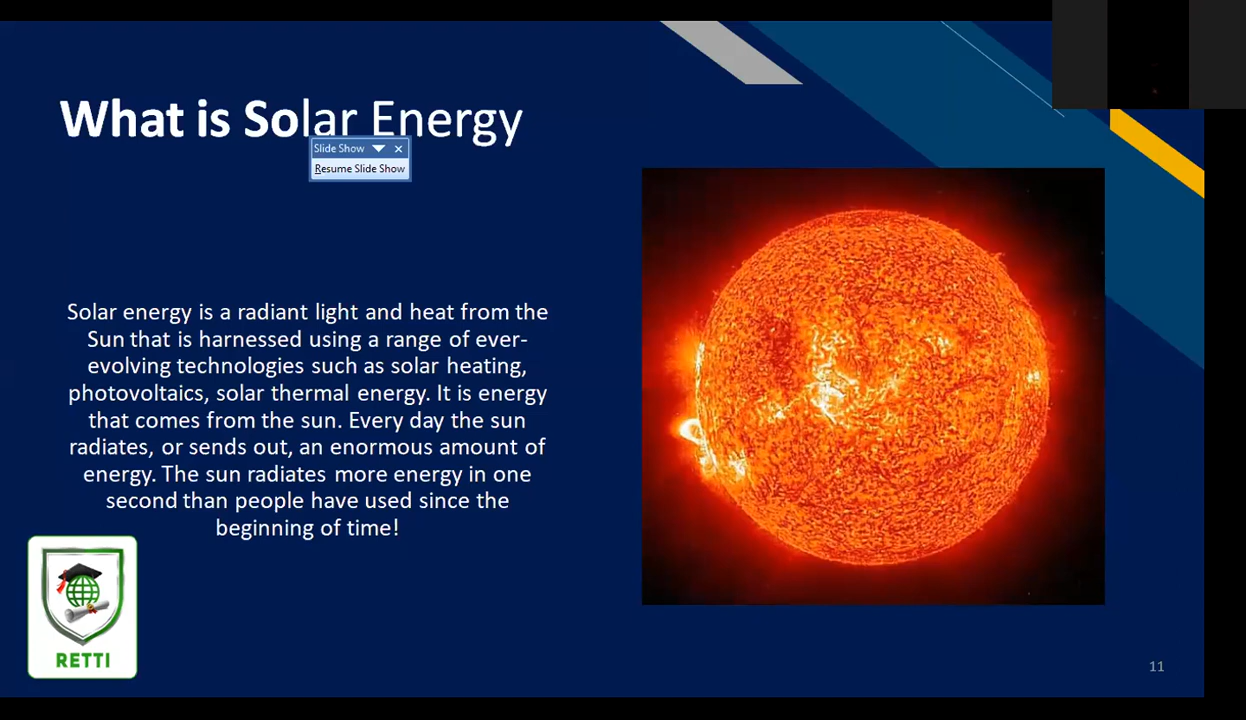 What is Solar Energy
Slide Show
Resume Slide Show
Solar energy is a radiant light and heat from the
Sun that is harnessed using a range of ever-
evolving technologies such as solar heating,
photovoltaics, solar thermal energy. It is energy
that comes from the sun. Every day the sun
radiates, or sends out, an enormous amount of
energy. The sun radiates more energy in one
second than people have used since the
beginning of time!
RETTI
11